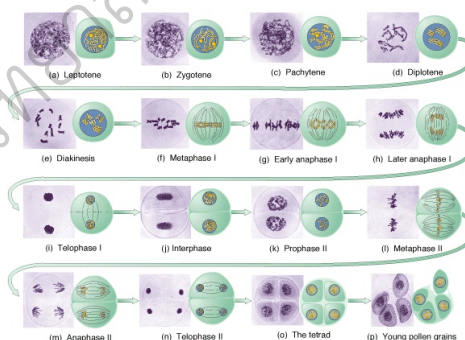 (a) Leptotene
(b) Zygotene
(c) Pachytene
(d) Diplotene
(e) Diakinesis
(f) Metaphase I
(g) Early anaphase I
(h) Later anaphase I
(i) Telophase I
(j) Interphase
(k) Prophase II
(l) Metaphase II
(m) Anaphase II
(n) Telophase II
(o) The tetrad
(p) Young pollen grains